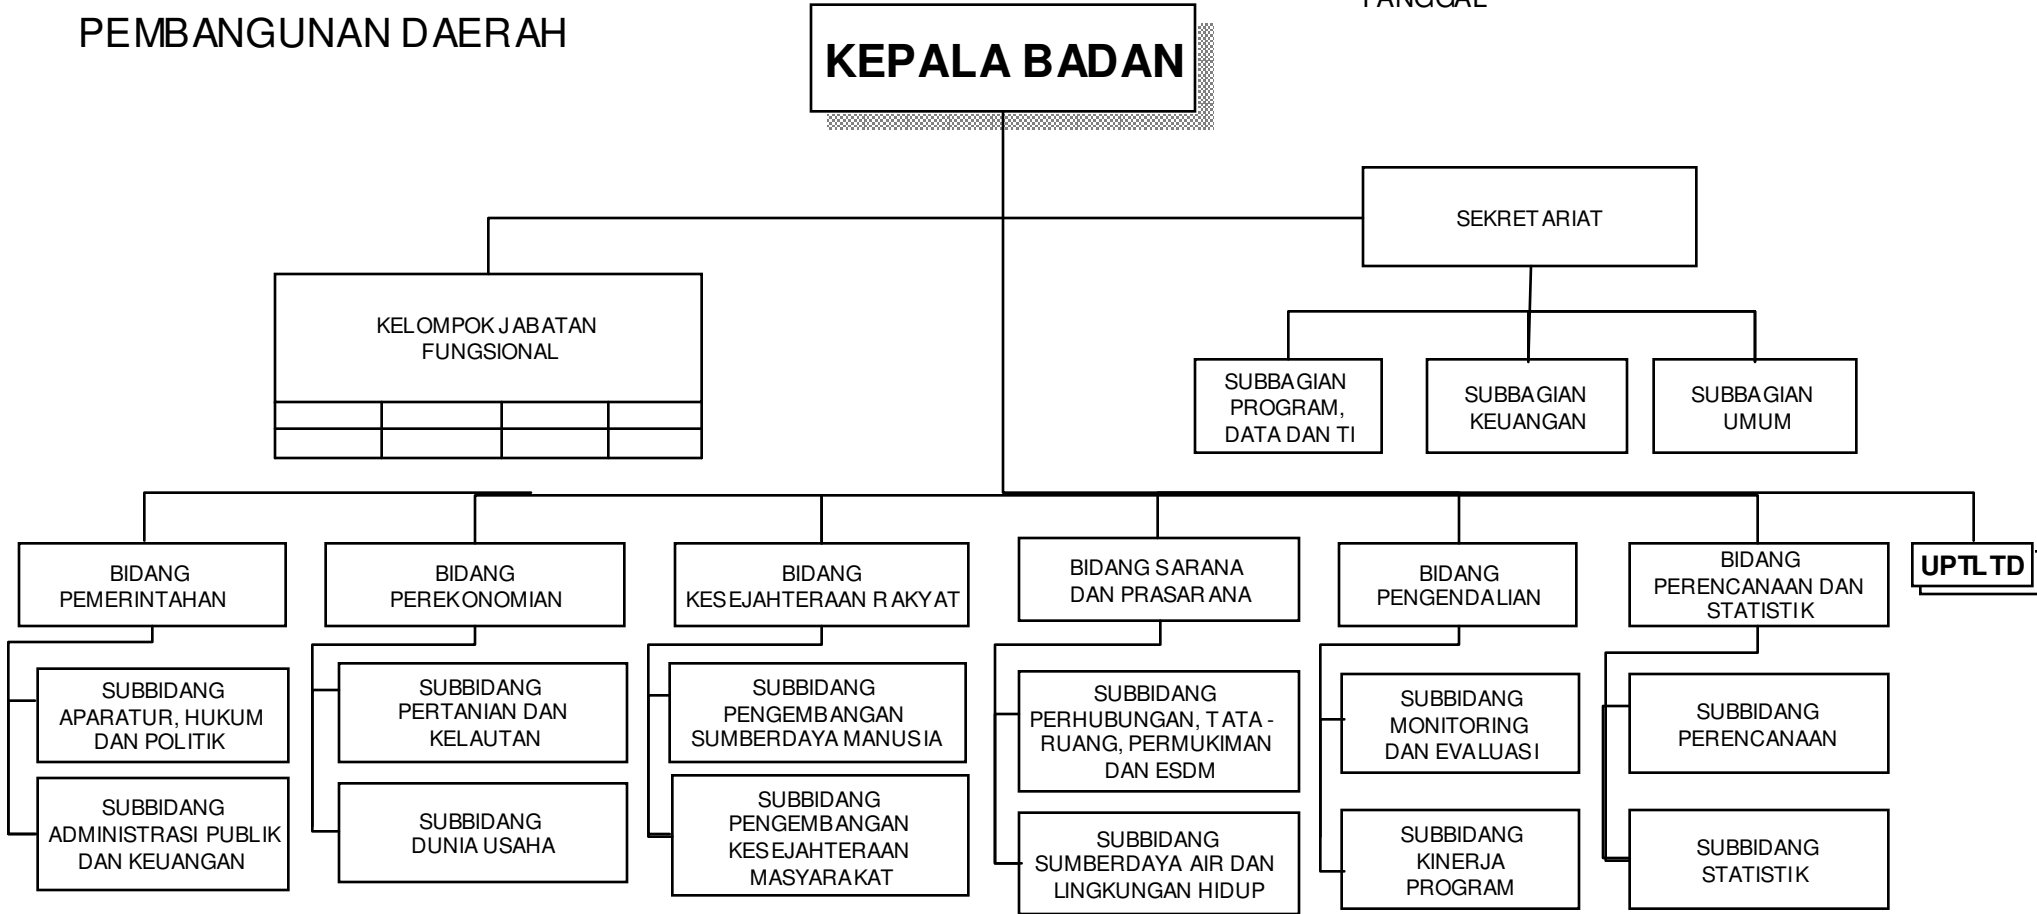 TANGGAL
PEMBANGUNAN DAERAH
KEPALA BADAN
SEKRETARIAT
KELOMPOK JABATAN
FUNGSIONAL
SUBBAGIAN
PROGRAM,
DATA DAN TI
SUBBAGIAN
KEUANGAN
SUBBAGIAN
UMUM
BIDANG
PEMERINTAHAN
BIDANG
PEREKONOMIAN
BIDANG
KESEJAHTERAAN RAKYAT
BIDANG SARANA
DAN PRASARANA
BIDANG
PENGENDALIAN
BIDANG
PERENCANAAN DAN
STATISTIK
SUBBIDANG
APARATUR, HUKUM
DAN POLITIK
SUBBIDANG
PERTANIAN DAN
KELAUTAN
SUBBIDANG
PENGEMBANGAN
SUMBERDAYA MANUSIA
SUBBIDANG
PERHUBUNGAN, TATA -
RUANG, PERMUKIMAN
DAN ESDM
SUBBIDANG
MONITORING
DAN EVALUASI
SUBBIDANG
PERENCANAAN
SUBBIDANG
ADMINISTRASI PUBLIK
DAN KEUANGAN
SUBBIDANG
DUNIA USAHA
SUBBIDANG
PENGEMBANGAN
KESEJAHTERAAN
MASYARAKAT
SUBBIDANG
SUMBERDAYA AIR DAN
LINGKUNGAN HIDUP
SUBBIDANG
KINERJA
PROGRAM
SUBBIDANG
STATISTIK